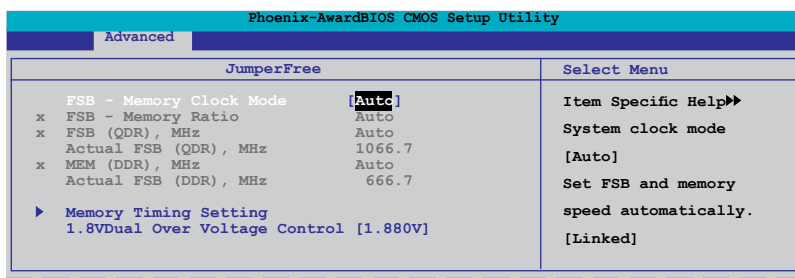 Phoenix-AwardBIOS CMOS Setup Utility
Advanced
JumperFree
FSB - Memory Clock Mode [Auto]
x FSB - Memory Ratio Auto
x FSB (QDR), MHz Auto
Actual FSB (QDR), MHz 1066.7
x MEM (DDR), MHz Auto
Actual FSB (DDR), MHz 666.7
Memory Timing Setting
1.8VDual Over Voltage Control [1.880V]
Select Menu
Item Specific Help
System clock mode
[Auto]
Set FSB and memory
speed automatically.
[Linked]